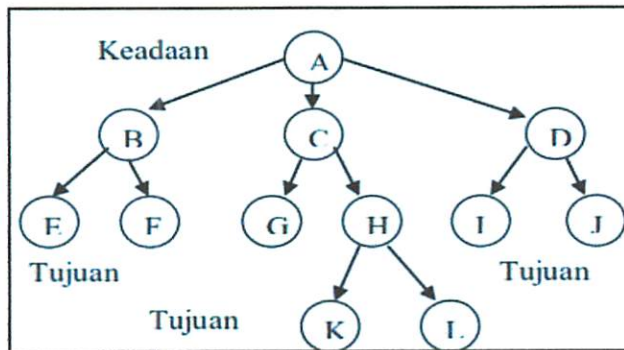 Keadaan
A
B C D
E F G H I J
Tujuan Tujuan
Tujuan K L